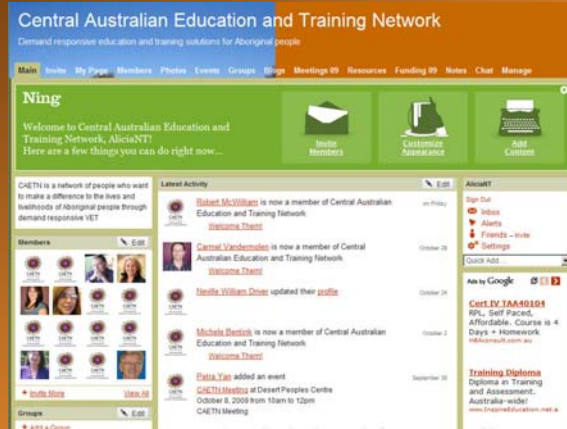 Central Australian Education and Training Network
Demand responsive education and training solutions for Aboriginal people
Main Invite My Page Members Photos Events Groups Blogs Meetings 09 Resources Funding 09 Notes Chat Manage
Ning
Welcome to Central Australian Education and
Training Network, AliciaNT!
Here are a few things you can do right now...
Invite
Members
Customize
Appearance
Add
Content
CAETN is a network of people who want
to make a difference to the lives and
livelihoods of Aboriginal people through
demand responsive VET
Members
Edit
Invite More
View All
Groups
Edit
Add a Group
Latest Activity
Edit
Robert McWilliam is now a member of Central Australian
Education and Training Network
Welcome Them!
on Friday
Carmel Vandermolen is now a member of Central
Australian Education and Training Network
Welcome Them!
October 28
Neville William Driver updated their profile
October 24
Michele Bentink is now a member of Central Australian
Education and Training Network
Welcome Them!
October 2
Petra Yan added an event
September 30
CAETN Meeting at Desert Peoples Centre
October 8, 2009 from 10am to 12pm
CAETN Meeting
AliciaNT
Sign Out
Inbox
Alerts
Friends – Invite
Settings
Quick Add...
Ads by Google
Cert IV TAA40104
RPL, Self Paced,
Affordable. Course is 4
Days + Homework
Training Diploma
Diploma in Training
and Assessment.
Australia-wide!